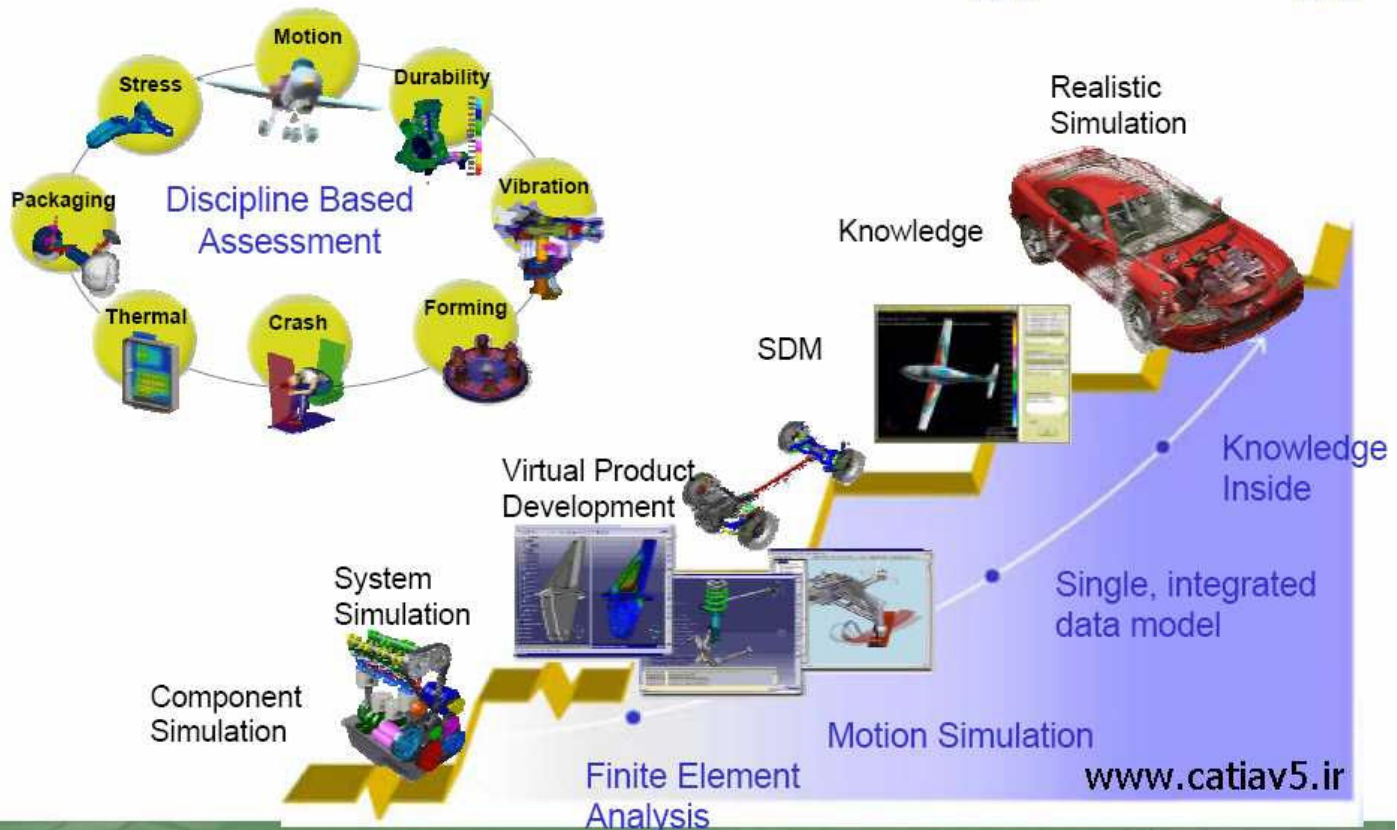 Motion
Stress
Durability
Packaging
Discipline Based
Assessment
Vibration
Thermal
Crash
Forming
Realistic
Simulation
Knowledge
SDM
Virtual Product
Development
System
Simulation
Component
Simulation
Knowledge
Inside
Single, integrated
data model
Motion Simulation
Finite Element
Analysis
www.catiav5.ir